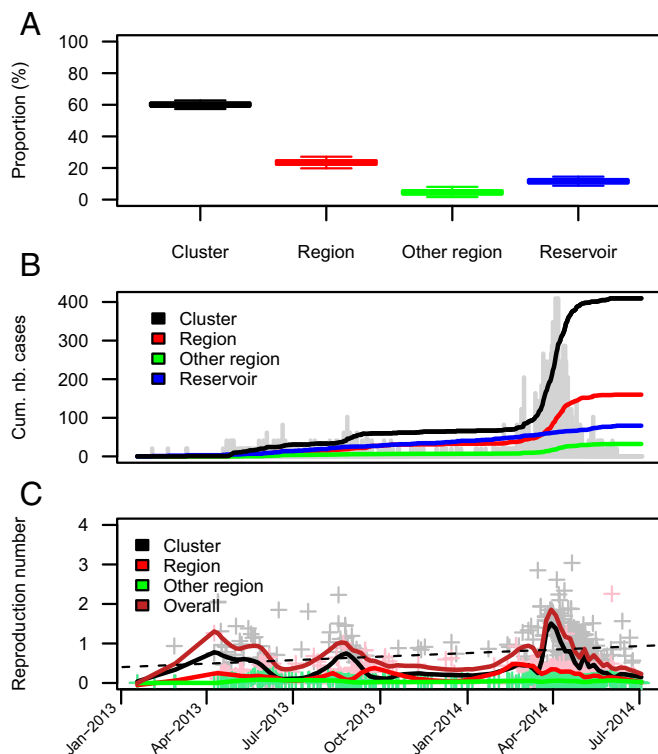 A
Proportion (%)
100
80
60
40
20
0
Cluster Region Other region Reservoir
B
Cum. nb. cases
400
300
200
100
0
Cluster
Region
Other region
Reservoir
C
Reproduction number
4
3
2
1
0
Cluster
Region
Other region
Overall
Jan−2013 Apr−2013 Jul−2013 Oct−2013 Jan−2014 Apr−2014 Jul−2014